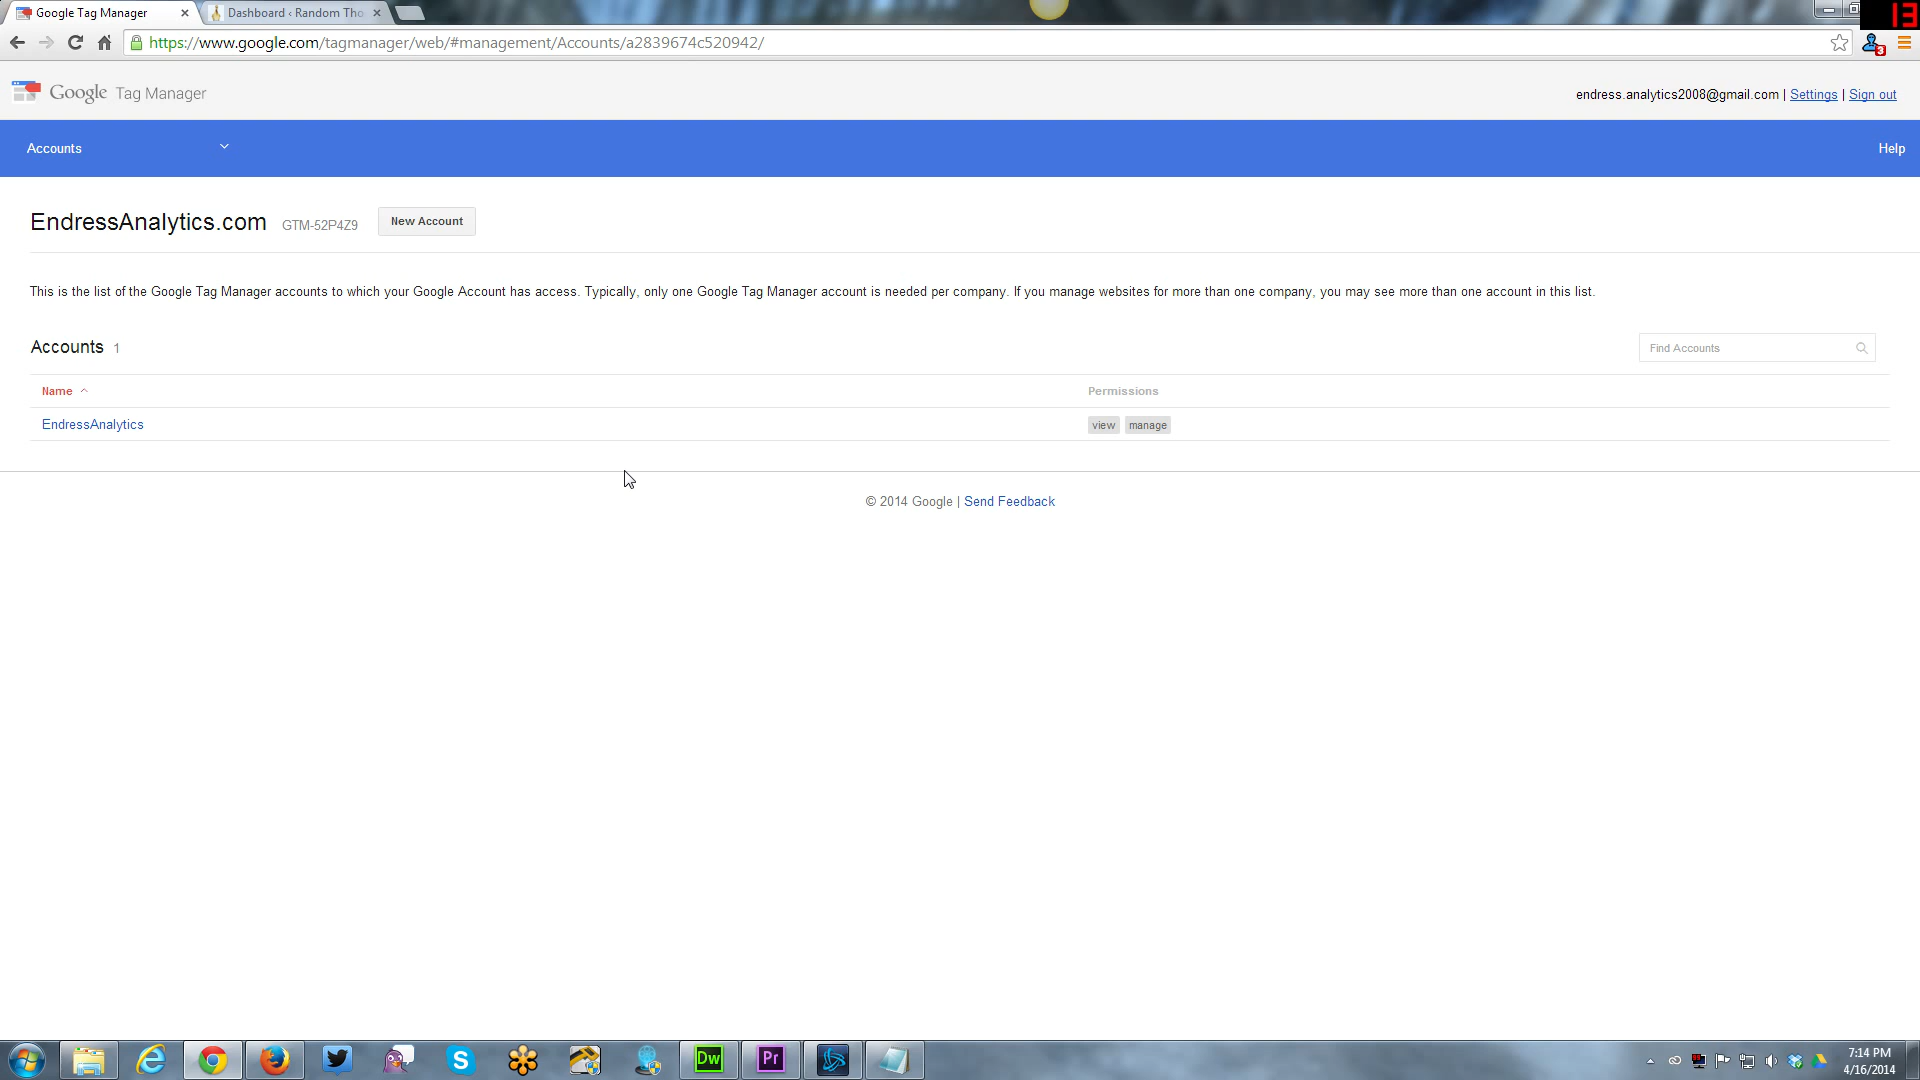 Google Tag Manager
Dashboard ‹ Random Tho
13
https://www.google.com/tagmanager/web/#management/Accounts/a2839674c520942/
3
Google Tag Manager
endress.analytics2008@gmail.com | Settings | Sign out
Accounts
Help
EndressAnalytics.com GTM-52P4Z9 New Account
This is the list of the Google Tag Manager accounts to which your Google Account has access. Typically, only one Google Tag Manager account is needed per company. If you manage websites for more than one company, you may see more than one account in this list.
Accounts 1
Find Accounts
Name Permissions
EndressAnalytics view manage
© 2014 Google | Send Feedback
Dw
Pr
7:14 PM
4/16/2014